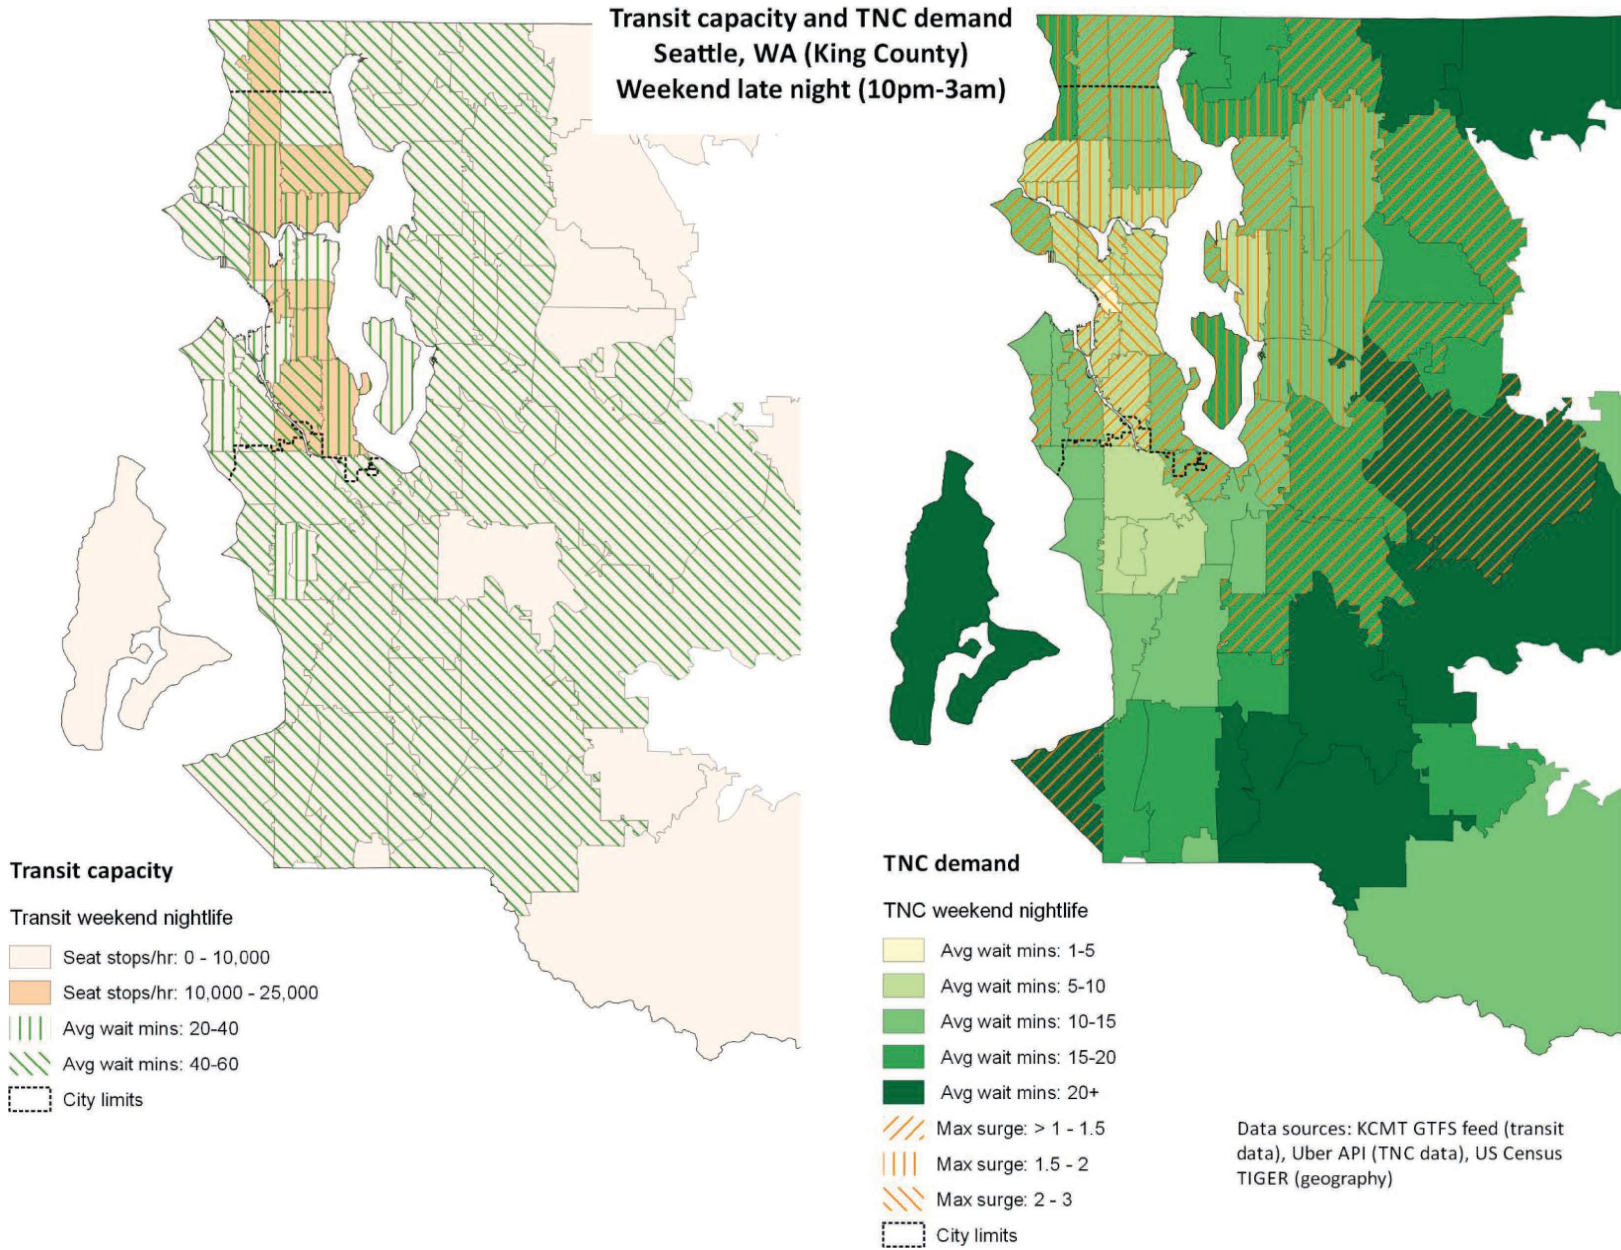 Transit capacity and TNC demand
Seattle, WA (King County)
Weekend late night (10pm-3am)
Transit capacity
Transit weekend nightlife
Seat stops/hr: 0 - 10,000
Seat stops/hr: 10,000 - 25,000
Avg wait mins: 20-40
Avg wait mins: 40-60
City limits
TNC demand
TNC weekend nightlife
Avg wait mins: 1-5
Avg wait mins: 5-10
Avg wait mins: 10-15
Avg wait mins: 15-20
Avg wait mins: 20+
Max surge: > 1 - 1.5
Max surge: 1.5 - 2
Max surge: 2 - 3
City limits
Data sources: KCMT GTFS feed (transit
data), Uber API (TNC data), US Census
TIGER (geography)